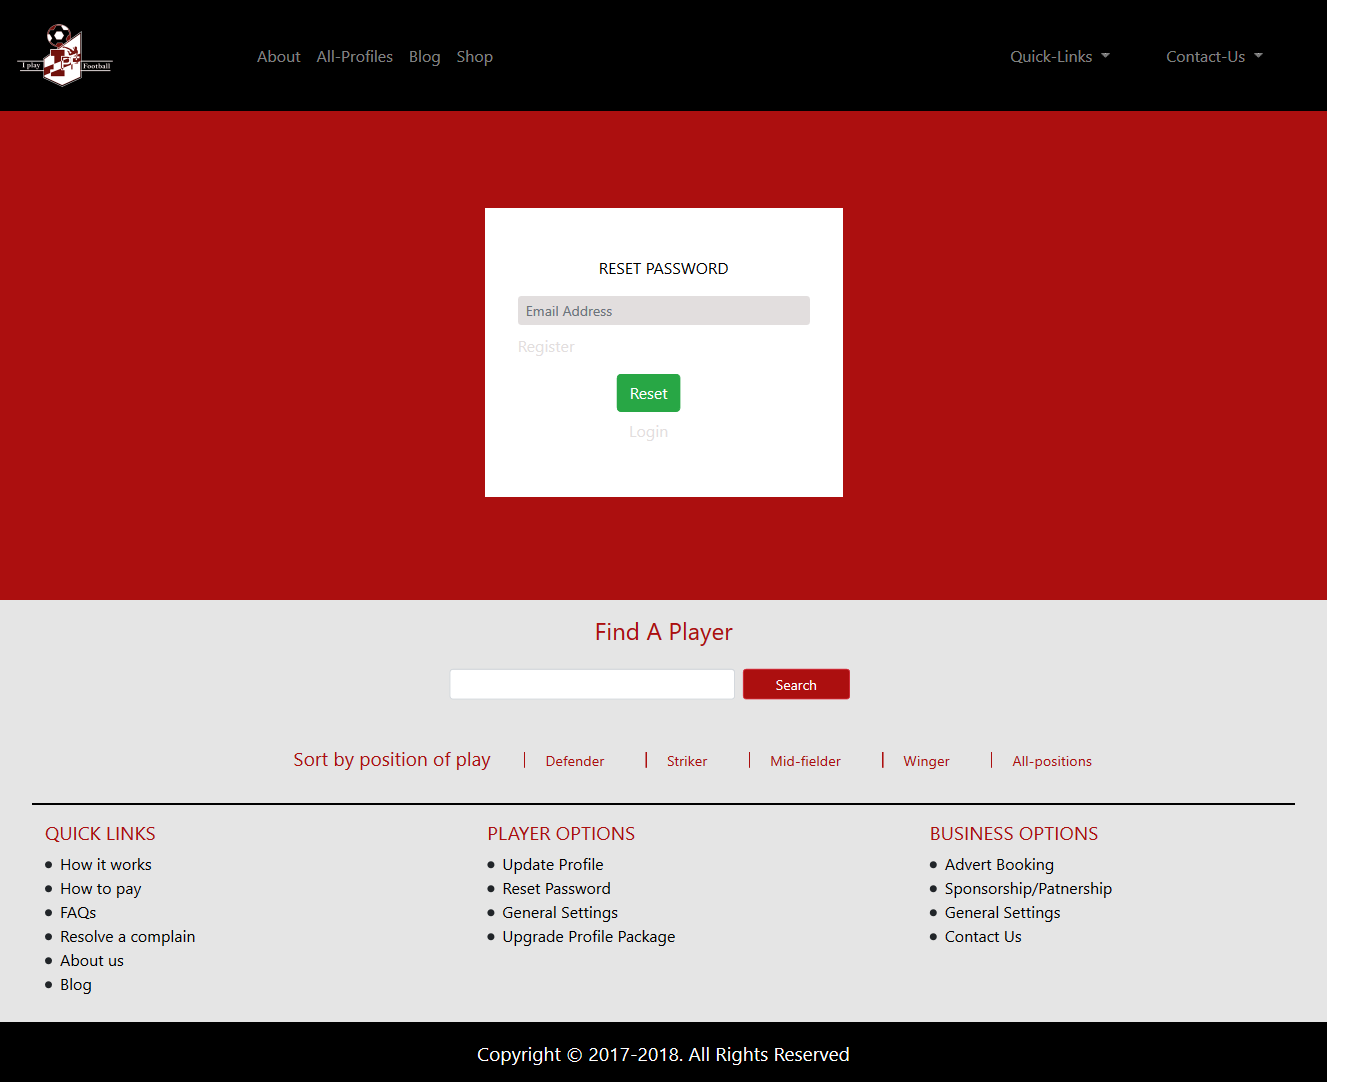 I play Football
About All-Profiles Blog Shop Quick-Links Contact-Us
RESET PASSWORD
Email Address
Register
Reset
Login
Find A Player
Search
Sort by position of play Defender Striker Mid-fielder Winger All-positions
QUICK LINKS
How it works
How to pay
FAQs
Resolve a complain
About us
Blog
PLAYER OPTIONS
Update Profile
Reset Password
General Settings
Upgrade Profile Package
BUSINESS OPTIONS
Advert Booking
Sponsorship/Patnership
General Settings
Contact Us
Copyright © 2017-2018. All Rights Reserved